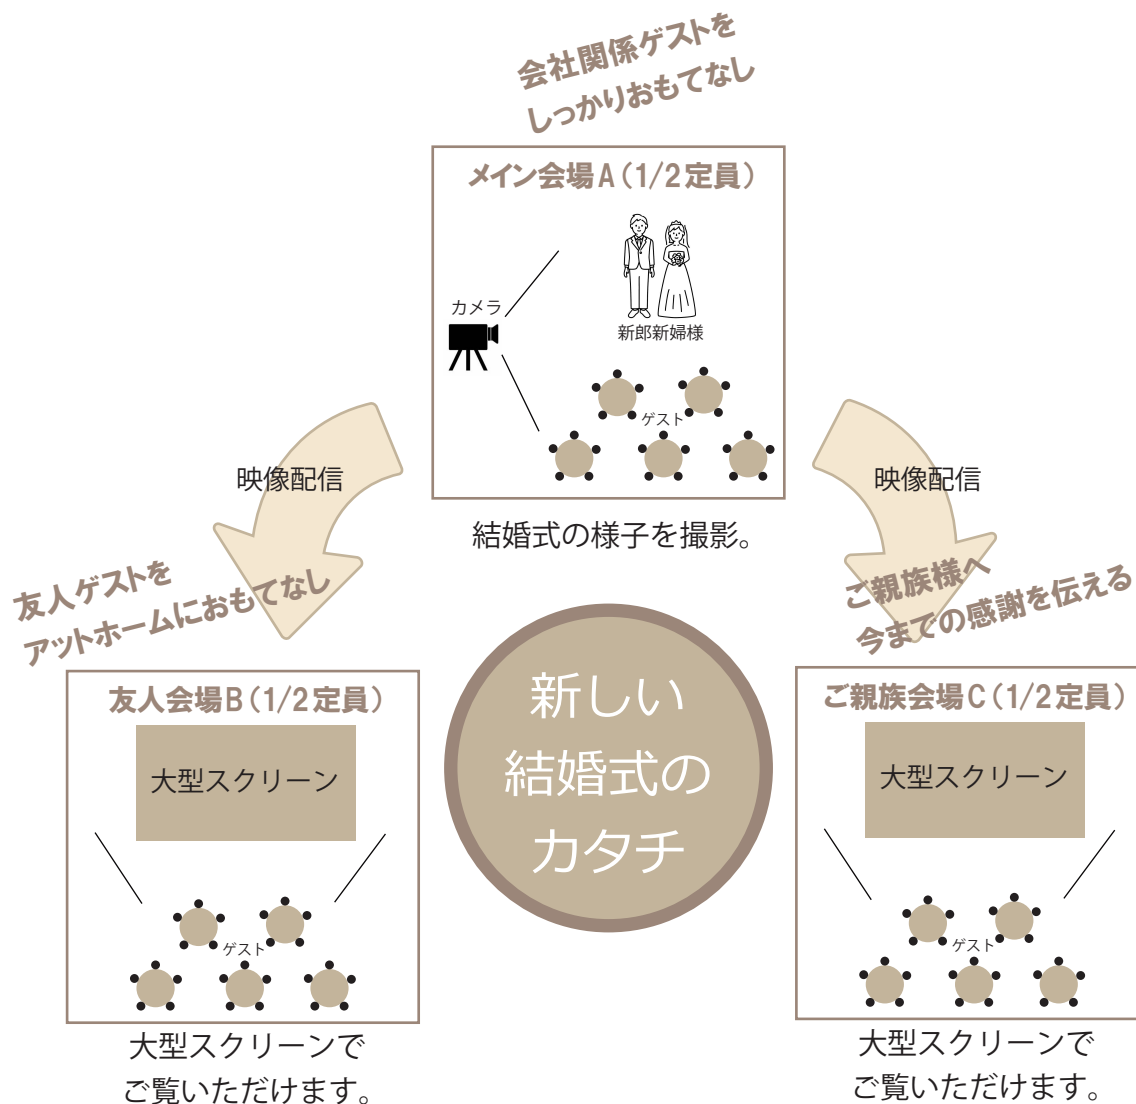 会社関係ゲストを
しっかりおもてなし
メイン会場A(1/2定員)
カメラ
新郎新婦様
ゲスト
結婚式の様子を撮影。
映像配信
映像配信
友人ゲストを
アットホームにおもてなし
友人会場B(1/2定員)
大型スクリーン
ゲスト
大型スクリーンで
ご覧いただけます。
新しい
結婚式の
カタチ
ご親族様へ
今までの感謝を伝える
ご親族会場C(1/2定員)
大型スクリーン
ゲスト
大型スクリーンで
ご覧いただけます。